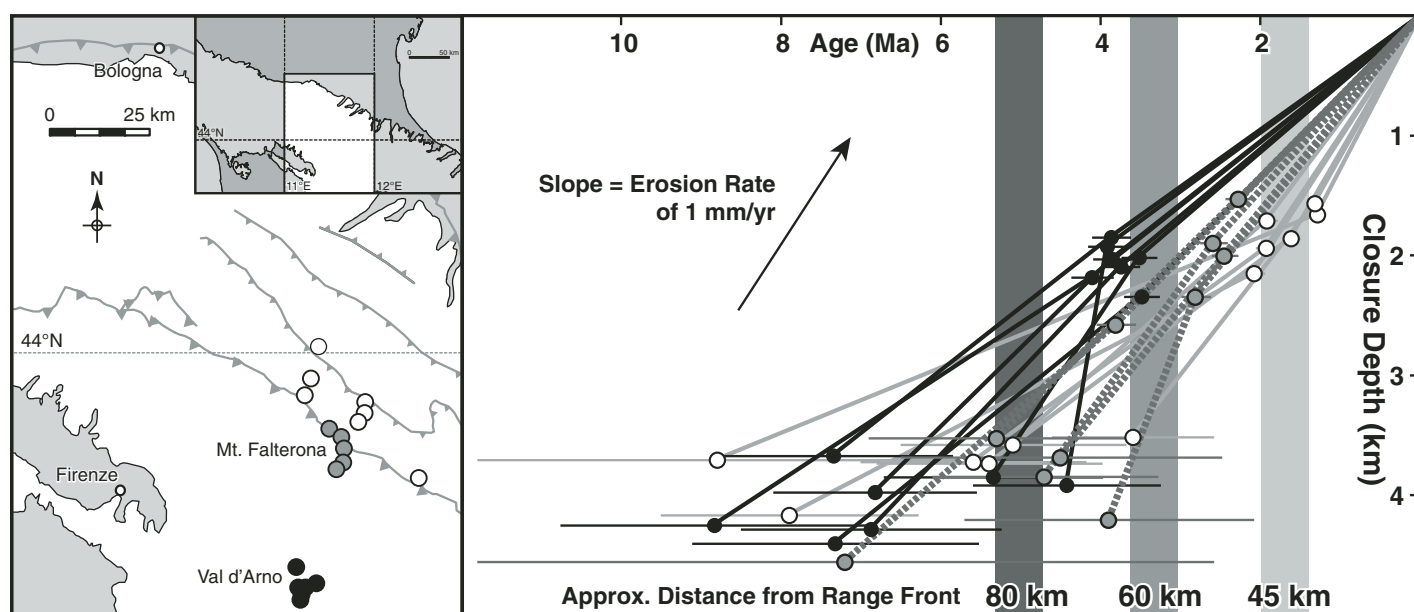 Bologna
0 25 km
N
0 50 km
44°N
11°E 12°E
44°N
Mt. Falterona
Firenze
Val d'Arno
10 8 Age (Ma) 6 4 2
Slope = Erosion Rate
of 1 mm/yr
1
2
3
4
Closure Depth (km)
Approx. Distance from Range Front 80 km 60 km 45 km